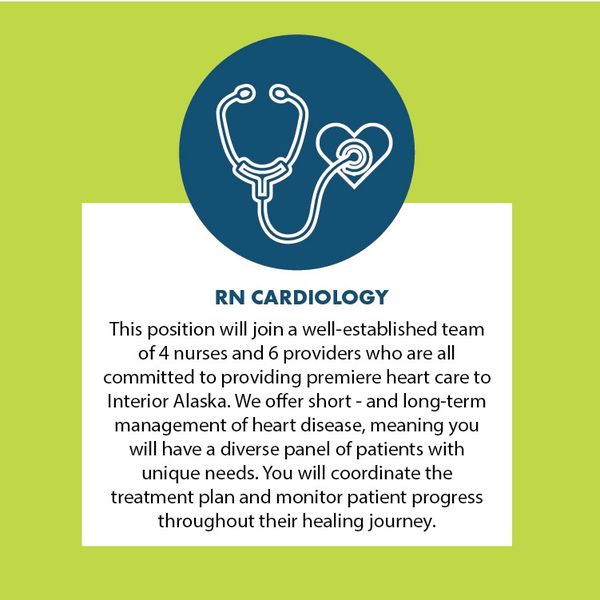 RN CARDIOLOGY
This position will join a well-established team
of 4 nurses and 6 providers who are all
committed to providing premiere heart care to
Interior Alaska. We offer short - and long-term
management of heart disease, meaning you
will have a diverse panel of patients with
unique needs. You will coordinate the
treatment plan and monitor patient progress
throughout their healing journey.